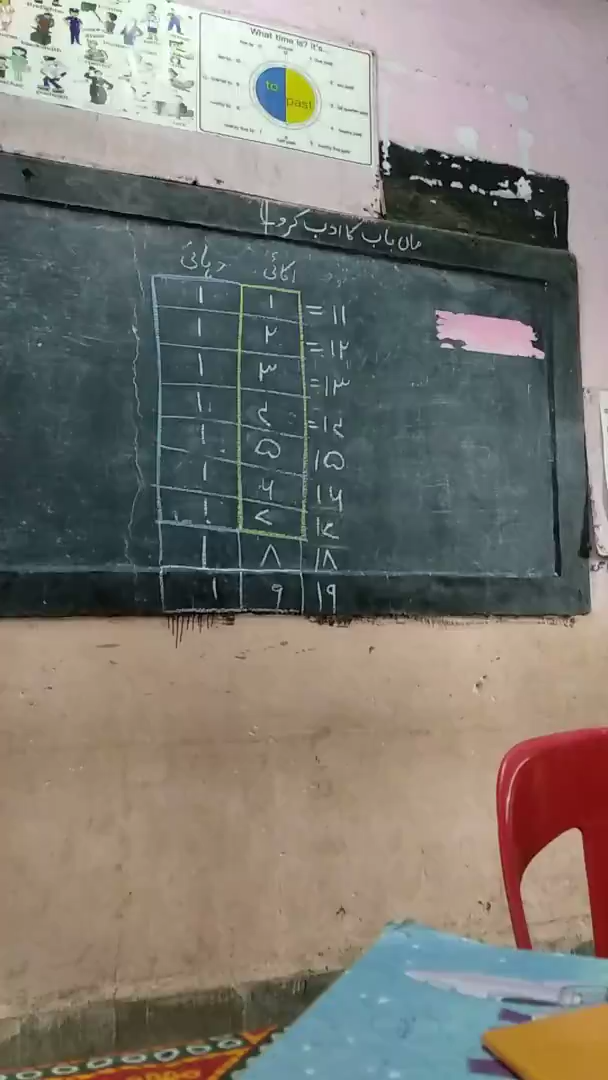 What time is? it's...
to
past
ماں باپ کا ادب کرو
اکائی دہائی
۱۱ = ۱ ۱
۱۲ = ۲ ۱
۱۳ = ۳ ۱
۱۴ = ۴ ۱
۱۵ ۵ ۱
۱۶ ۶ ۱
۱۷ ۷ ۱
۱۸ ۸ ۱
۱۹ ۹ ۱